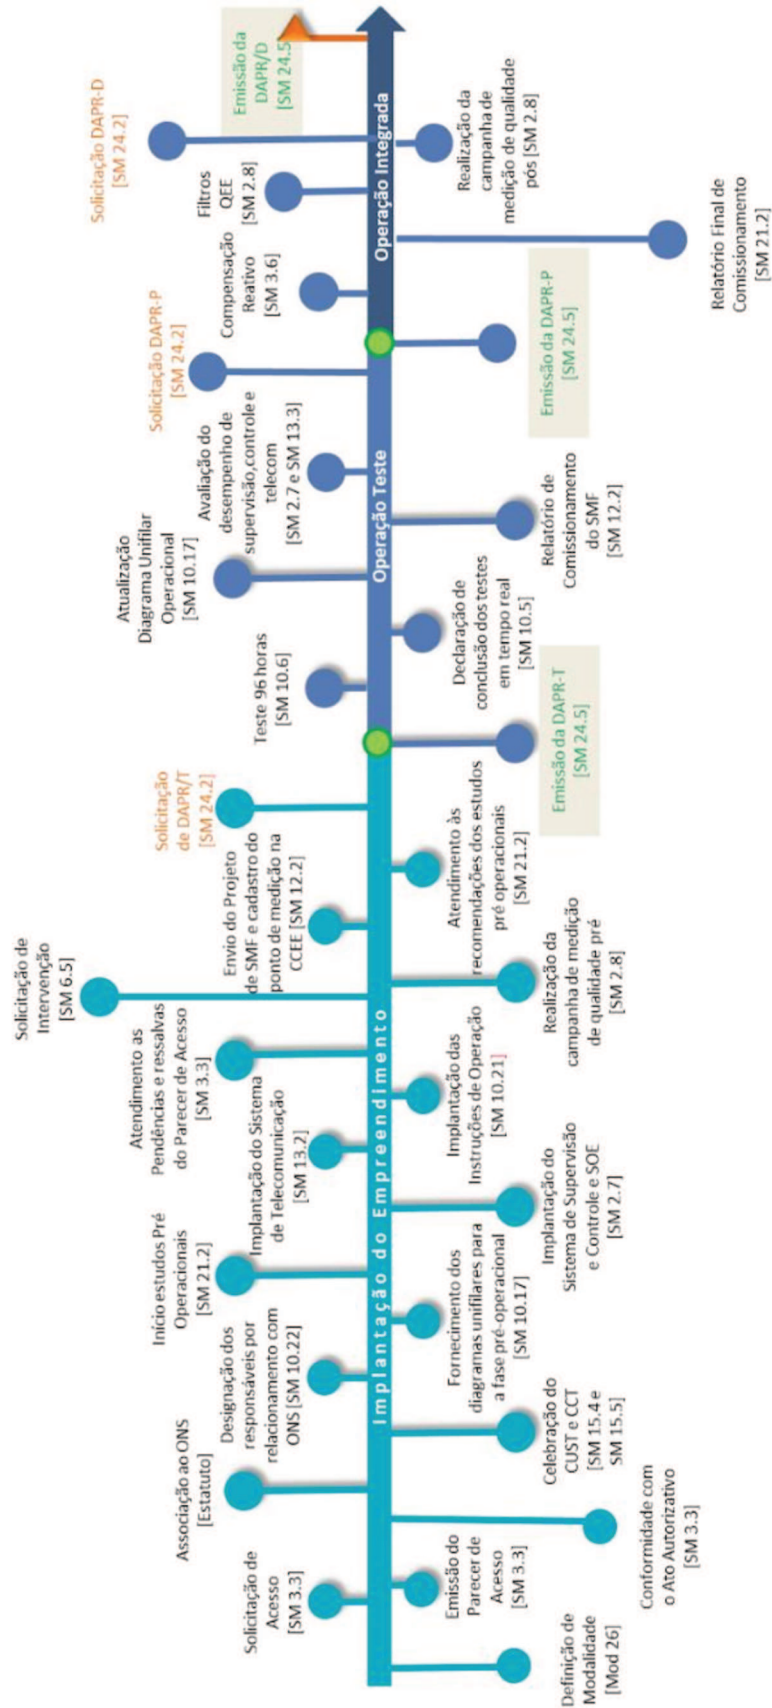 Solicitação de
Acesso
[SM 3.3]
Associação ao ONS
[Estatuto]
Designação dos
responsáveis por
relacionamento com
ONS [SM 10.22]
Início estudos Pré
Operacionais
[SM 21.2]
Implantação do Sistema
de Telecomunicação
[SM 13.2]
Atendimento as
Pendências e ressalvas
do Parecer de Acesso
[SM 3.3]
Solicitação de
Intervenção
[SM 6.5]
Envio do Projeto
de SMF e cadastro do
ponto de medição na
CCEE [SM 12.2]
Solicitação
de DAPR/T
[SM 24.2]
Teste 96 horas
[SM 10.6]
Atualização
Diagrama Unifilar
Operacional
[SM 10.17]
Avaliação do
desempenho de
supervisão,controle e
telecom
[SM 2.7 e SM 13.3]
Solicitação DAPR-P
[SM 24.2]
Compensação
Reativo
[SM 3.6]
Filtros
QEE
[SM 2.8]
Solicitação DAPR-D
[SM 24.2]
Emissão da
DAPR/D
[SM 24.5
Implantação do Empreendimento
Operação Teste
Operação Integrada
Definição de
Modalidade
[Mod 26]
Emissão do
Parecer de
Acesso
[SM 3.3]
Conformidade com
o Ato Autorizativo
[SM 3.3]
Celebração do
CUST e CCT
[SM 15.4 e
SM 15.5]
Fornecimento dos
diagramas unifilares para
a fase pré-operacional
[SM 10.17]
Implantação do
Sistema de Supervisão
e Controle e SOE
[SM 2.7]
Implantação das
Instruções de Operação
[SM 10.21]
Realização da
campanha de medição
de qualidade pré
[SM 2.8]
Atendimento às
recomendações dos estudos
pré operacionais
[SM 21.2]
Emissão da DAPR-T
[SM 24.5]
Declaração de
conclusão dos testes
em tempo real
[SM 10.5]
Relatório de
Comissionamento
do SMF
[SM 12.2]
Emissão da DAPR-P
[SM 24.5]
Relatório Final de
Comissionamento
[SM 21.2]
Realização da
campanha de
medição de qualidade
pós [SM 2.8]